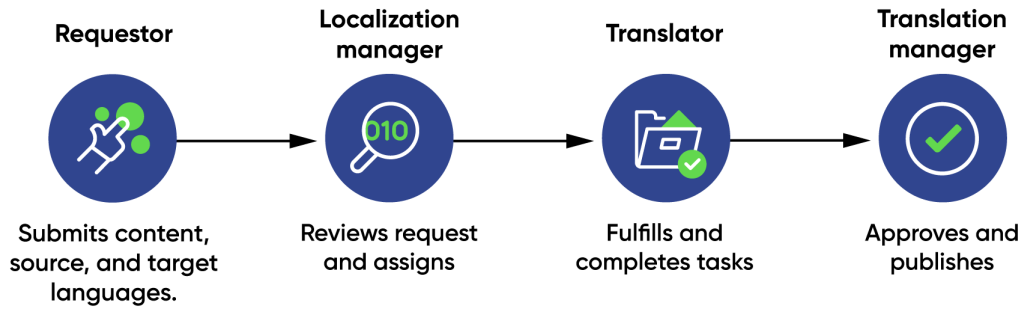 Requestor
Submits content,
source, and target
languages.
Localization
manager
010
Reviews request
and assigns
Translator
Fulfills and
completes tasks
Translation
manager
Approves and
publishes